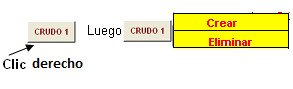 CRUDO 1 Luego CRUDO 1 Crear
Eliminar
Clic derecho